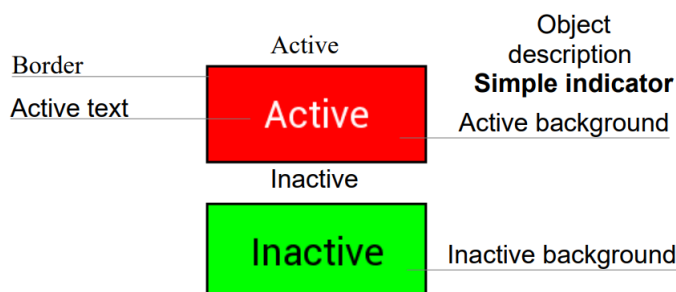 Object
description
Simple indicator
Active
Border
Active text
Active
Active background
Inactive
Inactive
Inactive background